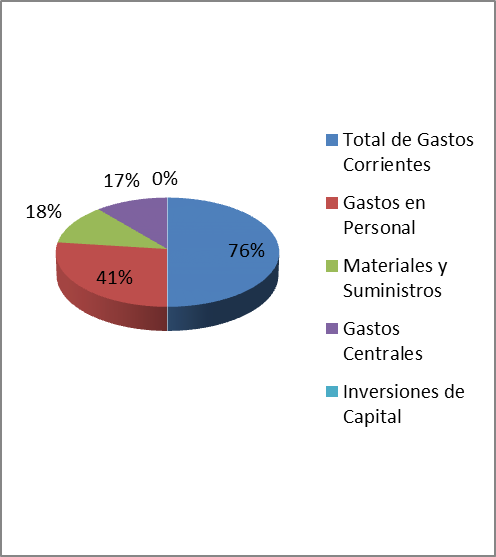 17%
0%
18%
41%
76%
Total de Gastos
Corrientes
Gastos en
Personal
Materiales y
Suministros
Gastos
Centrales
Inversiones de
Capital